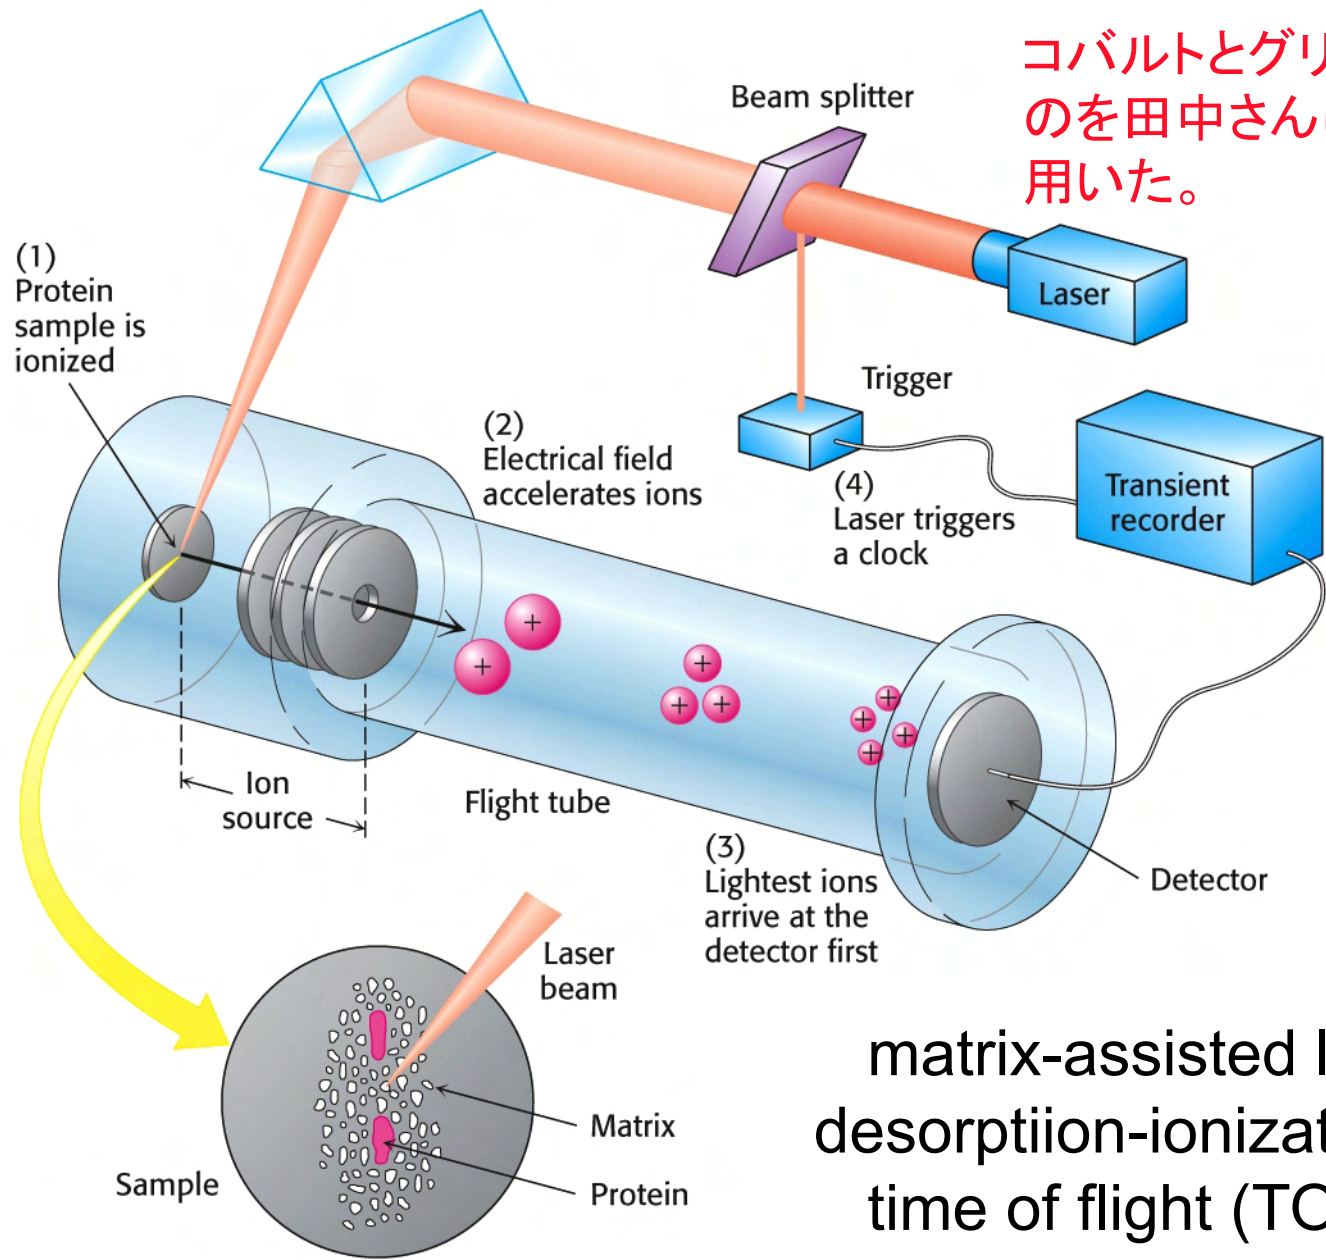 コバルトとグリ
のを田中さん
用いた。
Beam splitter
Laser
(1)
Protein
sample is
ionized
Trigger
(2)
Electrical field
accelerates ions
(4)
Laser triggers
a clock
Transient
recorder
Ion
source
Flight tube
(3)
Lightest ions
arrive at the
detector first
Detector
Laser
beam
Matrix
Protein
Sample
matrix-assisted
desorptiion-ionizat
time of flight (TO